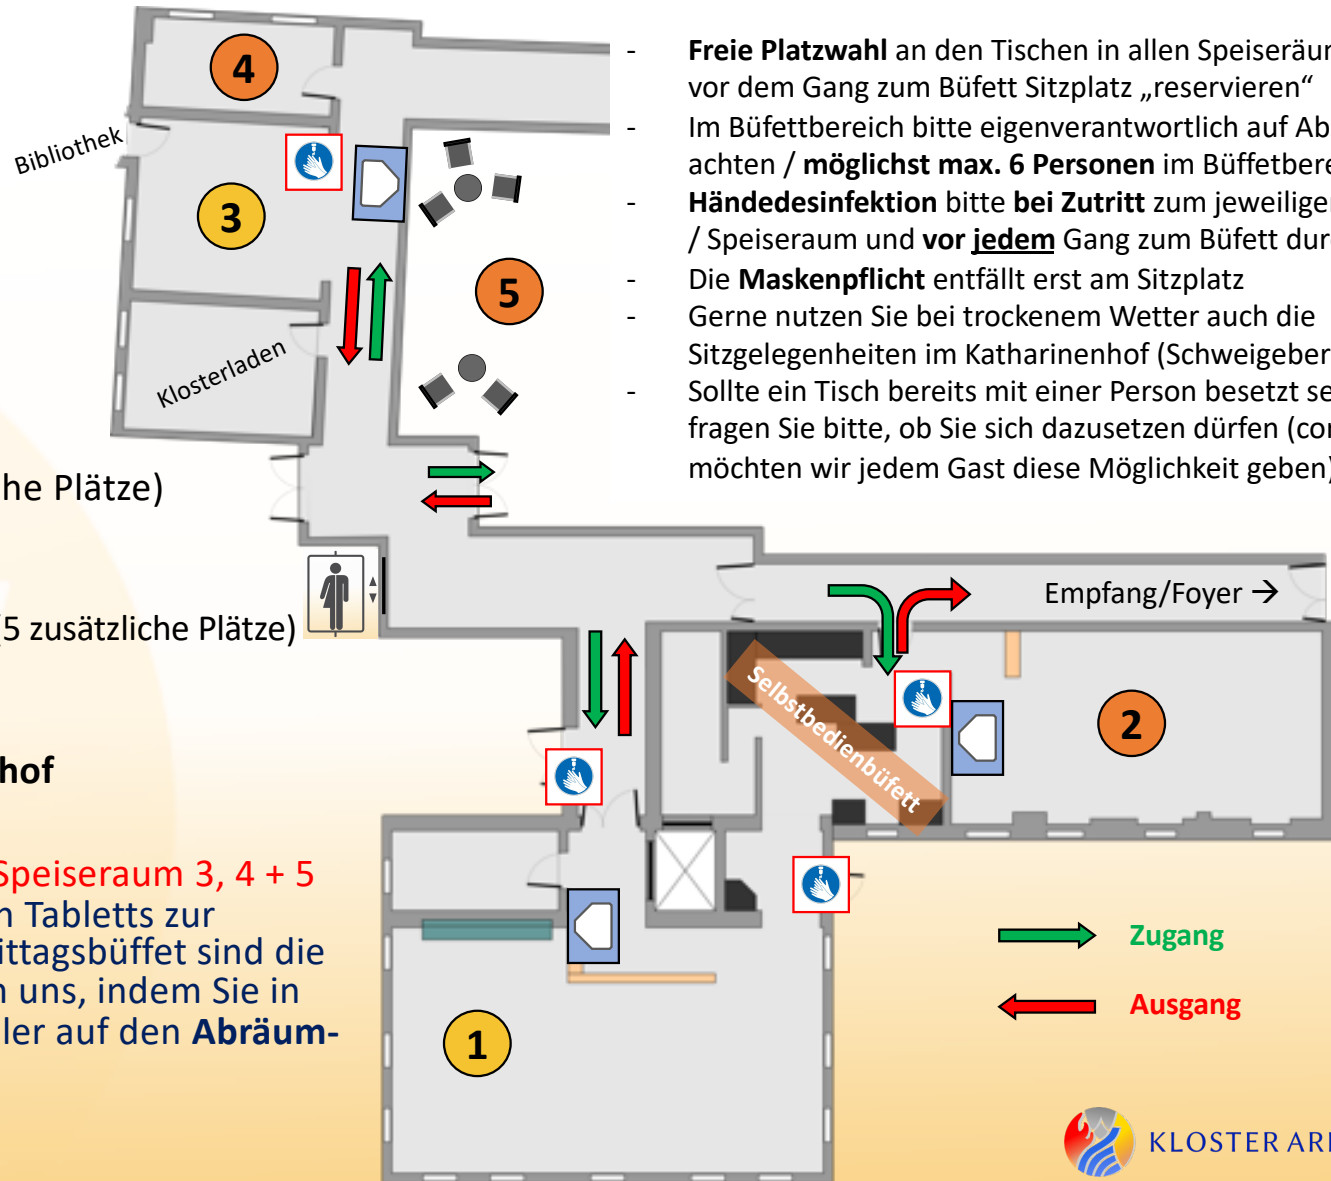 - Freie Platzwahl an den Tischen in allen Speiseräu
vor dem Gang zum Büfett Sitzplatz „reservieren“
- Im Büfettbereich bitte eigenverantwortlich auf Ab
achten / möglichst max. 6 Personen im Büffetbere
- Händedesinfektion bitte bei Zutritt zum jeweilige
/ Speiseraum und vor jedem Gang zum Büfett dur
- Die Maskenpflicht entfällt erst am Sitzplatz
- Gerne nutzen Sie bei trockenem Wetter auch die
Sitzgelegenheiten im Katharinenhof (Schweigeber
- Sollte ein Tisch bereits mit einer Person besetzt se
fragen Sie bitte, ob Sie sich dazusetzen dürfen (cor
möchten wir jedem Gast diese Möglichkeit geben)
4
Bibliothek
3
5
Klosterladen
he Plätze)
(5 zusätzliche Plätze)
Empfang/Foyer →
Selbstbedienbüfett
2
hof
Speiseraum 3, 4 + 5
n Tabletts zur
ittagsbüffet sind die
n uns, indem Sie in
ler auf den Abräum-
1
Zugang
Ausgang
KLOSTER AR